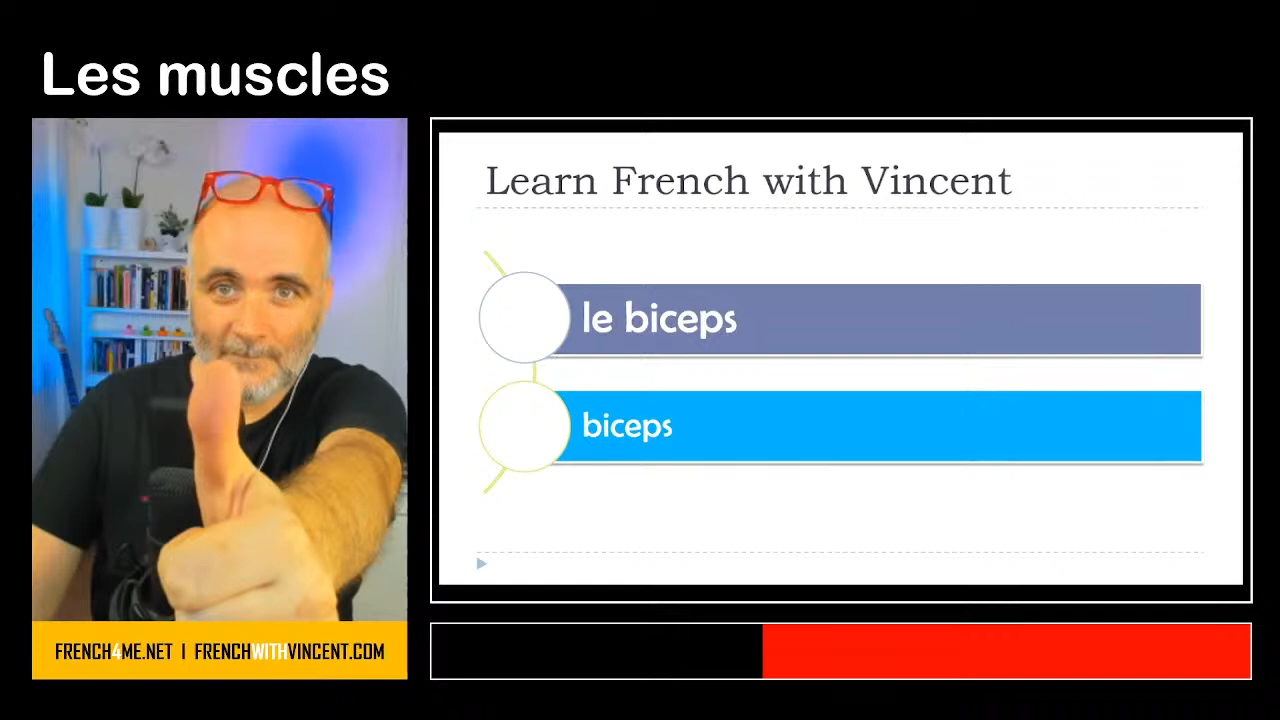 Les muscles
Learn French with Vincent
le biceps
biceps
FRENCH4ME.NET | FRENCHWITHVINCENT.COM